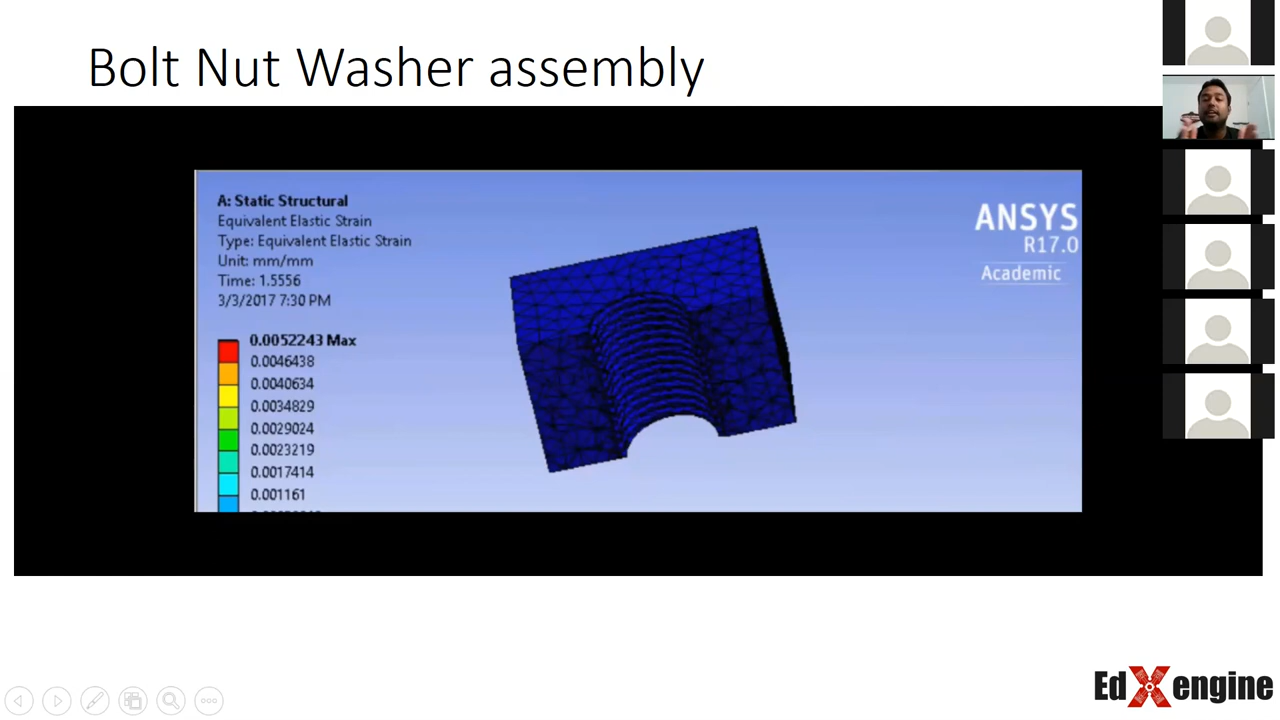 Bolt Nut Washer assembly
A: Static Structural
Equivalent Elastic Strain
Type: Equivalent Elastic Strain
Unit: mm/mm
Time: 1.5556
3/3/2017 7:30 PM
0.0052243 Max
0.0046438
0.0040634
0.0034829
0.0029024
0.0023219
0.0017414
0.001161
ANSYS
R17.0
Academic
EdXengine